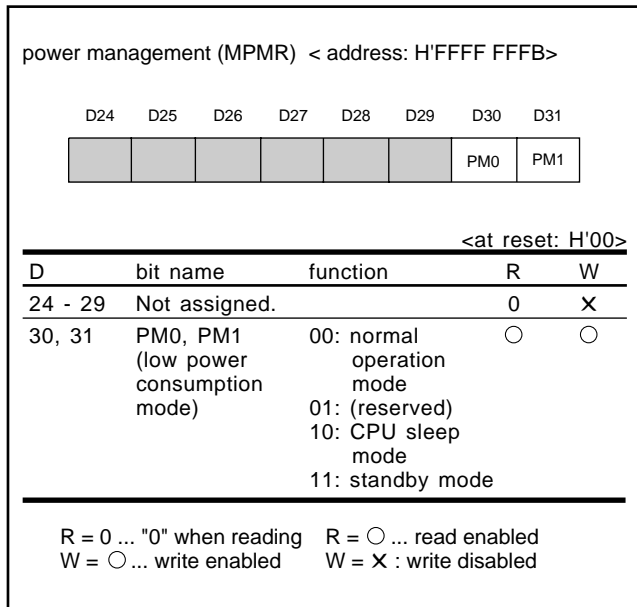 power management (MPMR) < address: H'FFFF FFFB>
D24 D25 D26 D27 D28 D29 D30 D31
PM0 PM1
<at reset: H'00>
D bit name function R W
24 - 29 Not assigned. 0 ✕
30, 31 PM0, PM1 00: normal ○ ○
(low power operation
consumption mode
mode) 01: (reserved)
10: CPU sleep
mode
11: standby mode
R = 0 ... "0" when reading R = ○ ... read enabled
W = ○ ... write enabled W = ✕ : write disabled